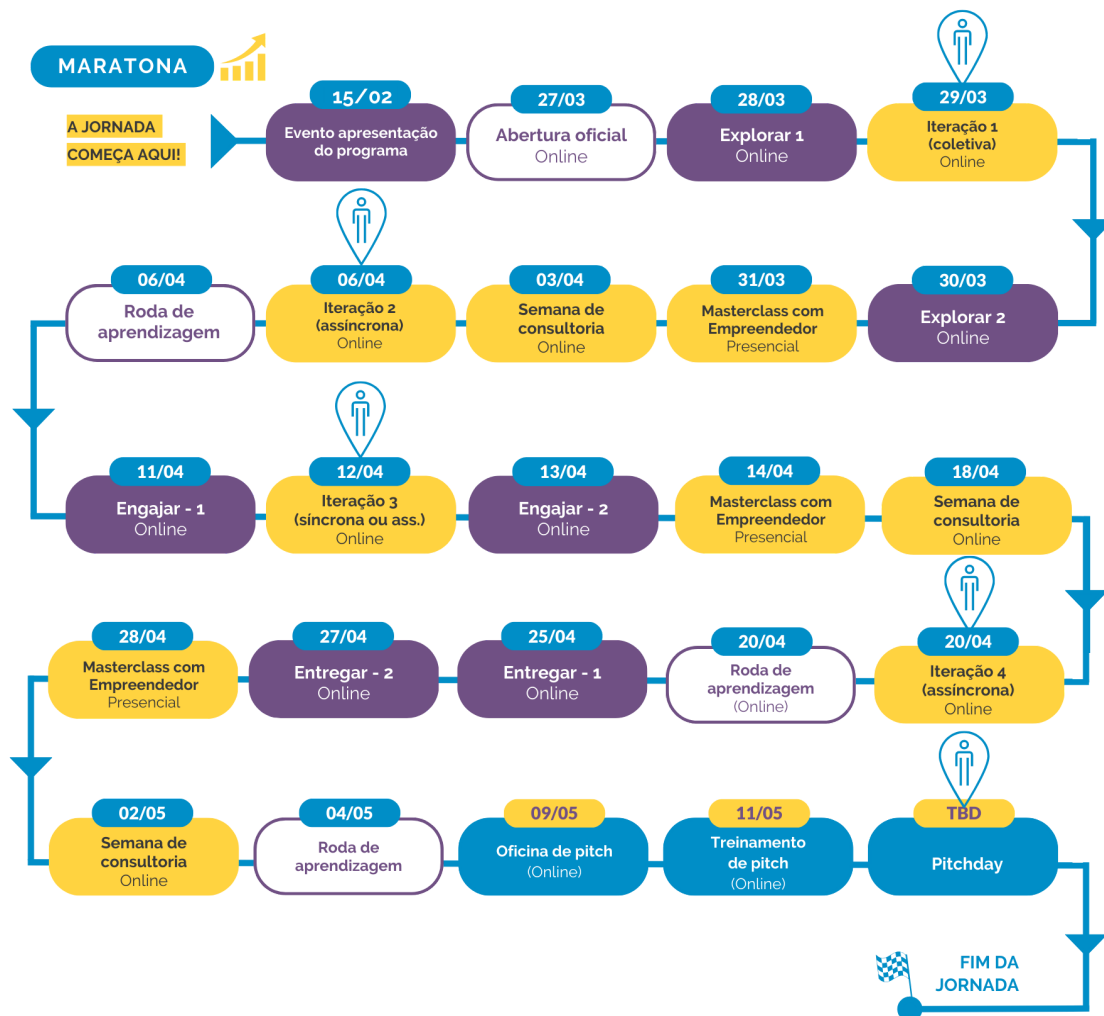 MARATONA
A JORNADA
COMEÇA AQUI!
15/02
Evento apresentação
do programa
27/03
Abertura oficial
Online
28/03
Explorar 1
Online
29/03
Iteração 1
(coletiva)
Online
30/03
Explorar 2
Online
31/03
Masterclass com
Empreendedor
Presencial
03/04
Semana de
consultoria
Online
06/04
Iteração 2
(assíncrona)
Online
06/04
Roda de
aprendizagem
11/04
Engajar - 1
Online
12/04
Iteração 3
(síncrona ou ass.)
Online
13/04
Engajar - 2
Online
14/04
Masterclass com
Empreendedor
Presencial
18/04
Semana de
consultoria
Online
20/04
Iteração 4
(assíncrona)
Online
20/04
Roda de
aprendizagem
(Online)
25/04
Entregar - 1
Online
27/04
Entregar - 2
Online
28/04
Masterclass com
Empreendedor
Presencial
02/05
Semana de
consultoria
Online
04/05
Roda de
aprendizagem
09/05
Oficina de pitch
(Online)
11/05
Treinamento
de pitch
(Online)
TBD
Pitchday
FIM DA
JORNADA